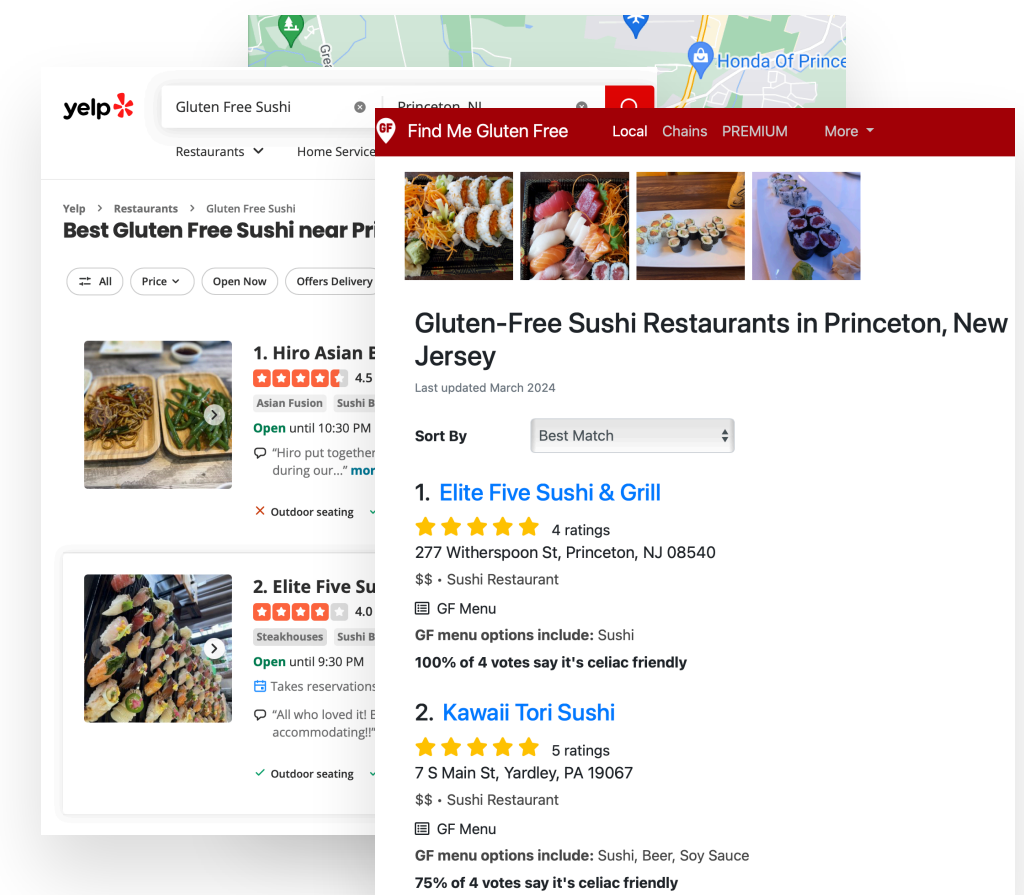 Honda Of Prince
yelp
Gluten Free Sushi
Princeton, NJ
Restaurants
Home Service
Yelp > Restaurants > Gluten Free Sushi
Best Gluten Free Sushi near Pri
All
Price
Open Now
Offers Delivery
1. Hiro Asian
4.5
Asian Fusion
Sushi B
Open until 10:30 PM
“Hiro put together
during our...” mor
Outdoor seating
2. Elite Five Su
4.0
Steakhouses
Sushi B
Open until 9:30 PM
Takes reservations
“All who loved it!
accommodating!!”
Outdoor seating
GF
Find Me Gluten Free
Local
Chains
PREMIUM
More
Gluten-Free Sushi Restaurants in Princeton, New
Jersey
Last updated March 2024
Sort By
Best Match
1. Elite Five Sushi & Grill
4 ratings
277 Witherspoon St, Princeton, NJ 08540
$$ • Sushi Restaurant
GF Menu
GF menu options include: Sushi
100% of 4 votes say it's celiac friendly
2. Kawaii Tori Sushi
5 ratings
7 S Main St, Yardley, PA 19067
$$ • Sushi Restaurant
GF Menu
GF menu options include: Sushi, Beer, Soy Sauce
75% of 4 votes say it's celiac friendly